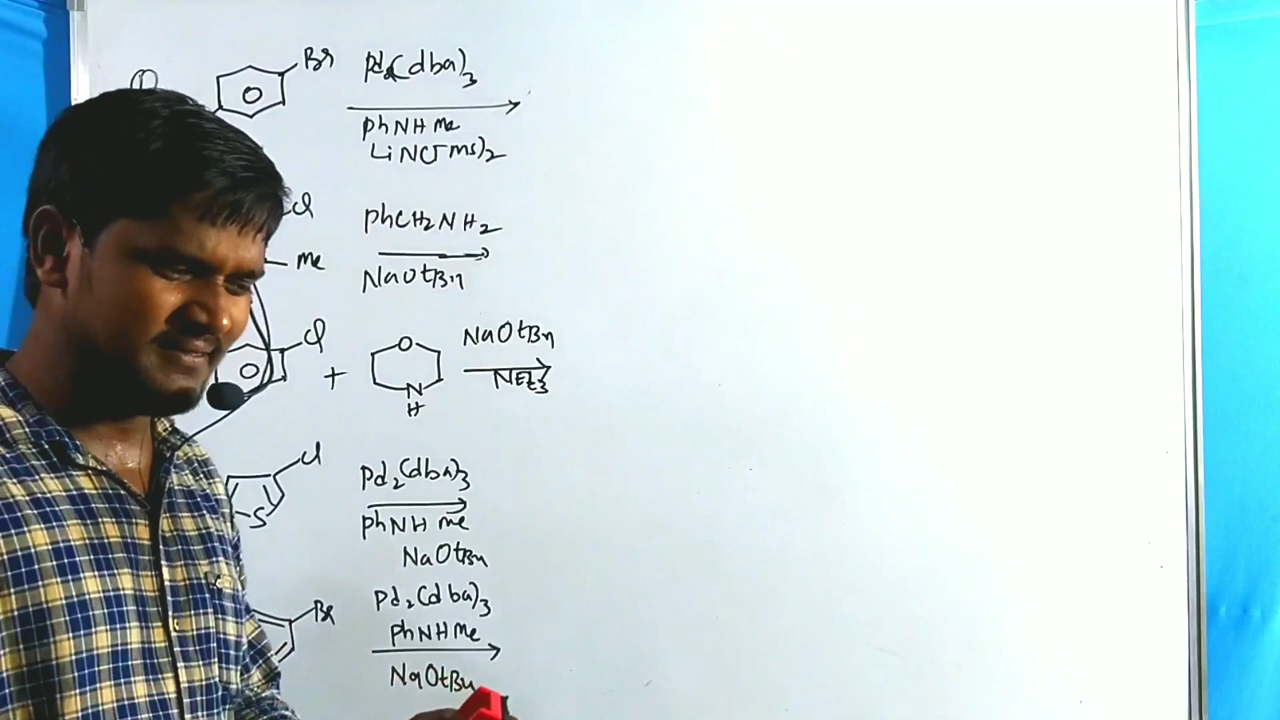 ①
Br
Pd2(dba)3
PhNHMe
LiN(Tms)2
Cl
PhCH2NH2
Me
NaOtBu
Cl
+
O
N
H
NaOtBu
NEt3
Cl
S
Pd2(dba)3
PhNHMe
NaOtBu
Br
Pd2(dba)3
PhNHMe
NaOtBu